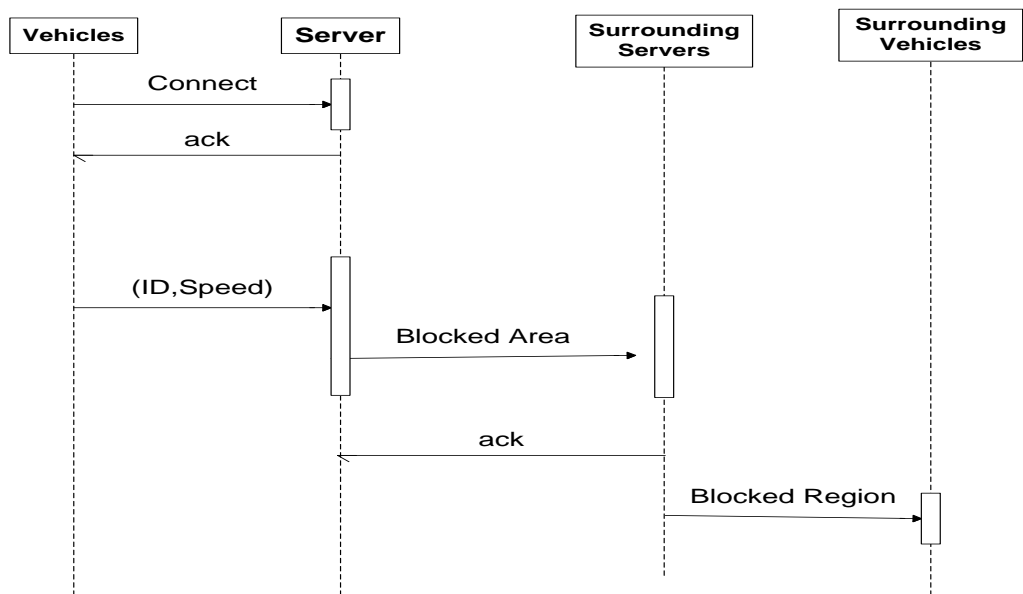 Vehicles
Server
Surrounding
Servers
Surrounding
Vehicles
Connect
ack
(ID,Speed)
Blocked Area
ack
Blocked Region